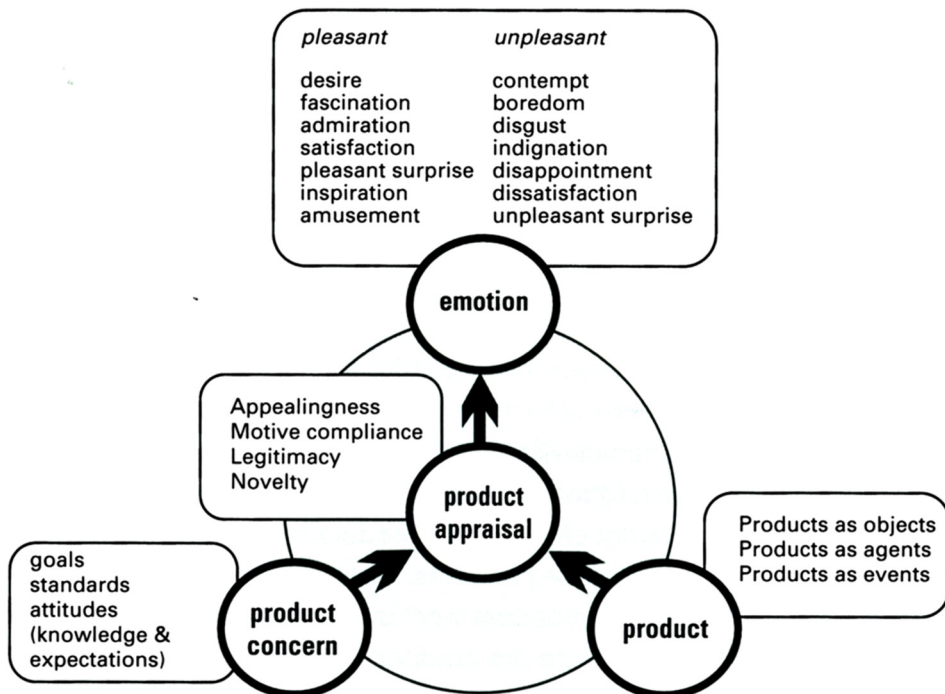 pleasant unpleasant
desire contempt
fascination boredom
admiration disgust
satisfaction indignation
pleasant surprise disappointment
inspiration dissatisfaction
amusement unpleasant surprise
emotion
Appealingness
Motive compliance
Legitimacy
Novelty
product
appraisal
goals
standards
attitudes
(knowledge &
expectations)
product
concern
product
Products as objects
Products as agents
Products as events